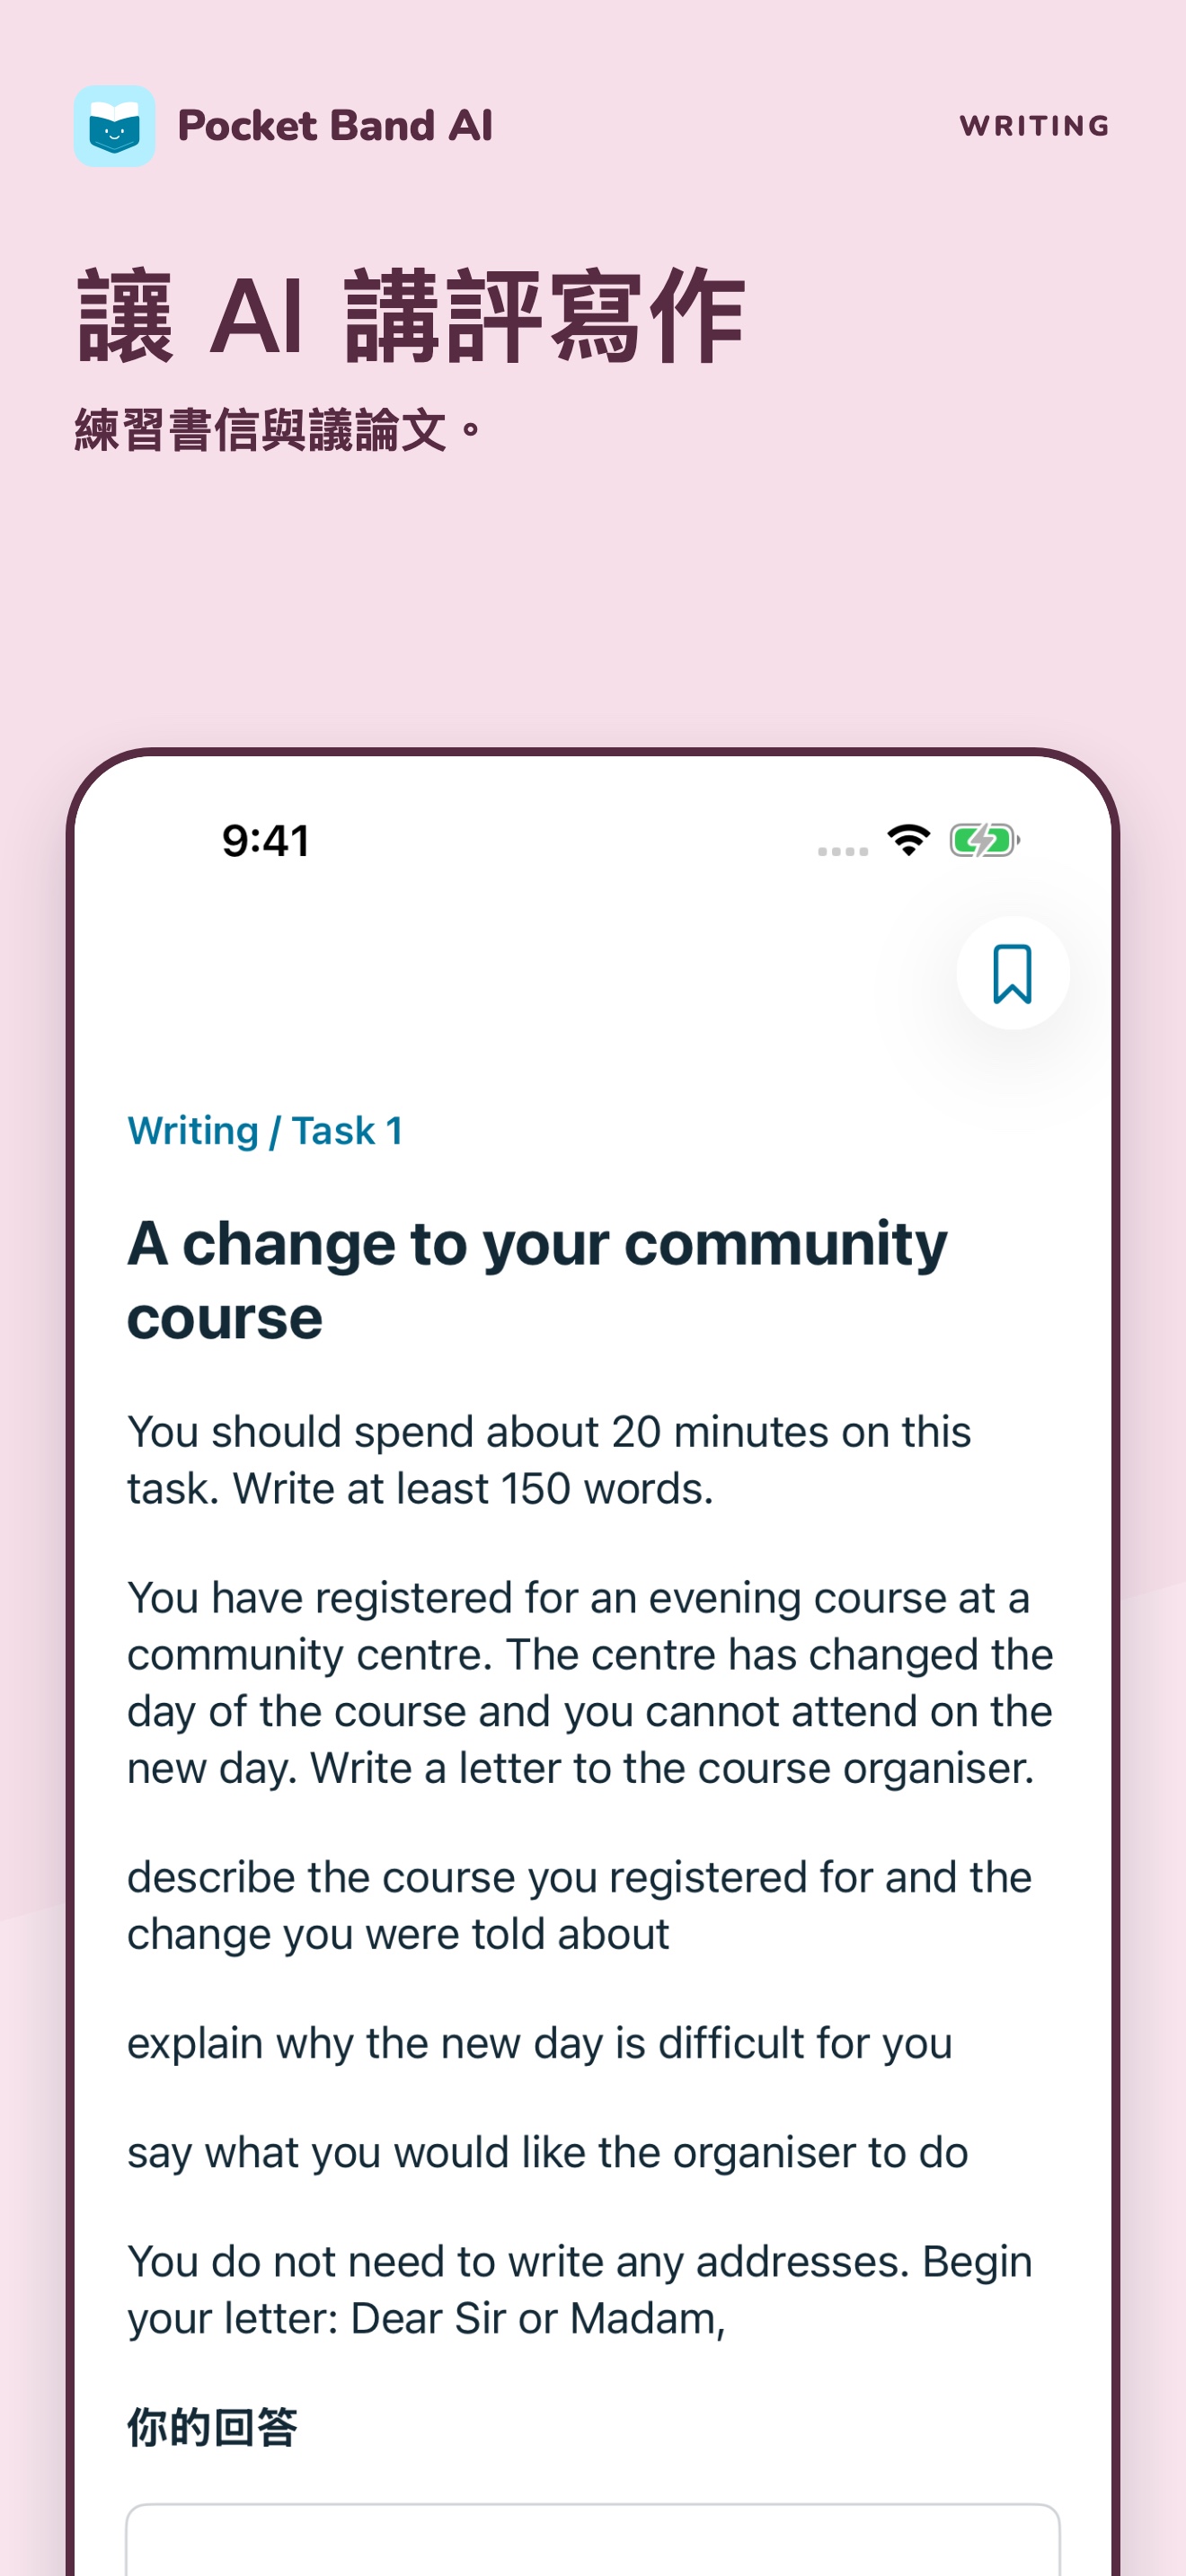 Pocket Band AI
WRITING
讓 AI 講評寫作
練習書信與議論文。
9:41
Writing / Task 1
A change to your community
course
You should spend about 20 minutes on this
task. Write at least 150 words.
You have registered for an evening course at a
community centre. The centre has changed the
day of the course and you cannot attend on the
new day. Write a letter to the course organiser.
describe the course you registered for and the
change you were told about
explain why the new day is difficult for you
say what you would like the organiser to do
You do not need to write any addresses. Begin
your letter: Dear Sir or Madam,
你的回答